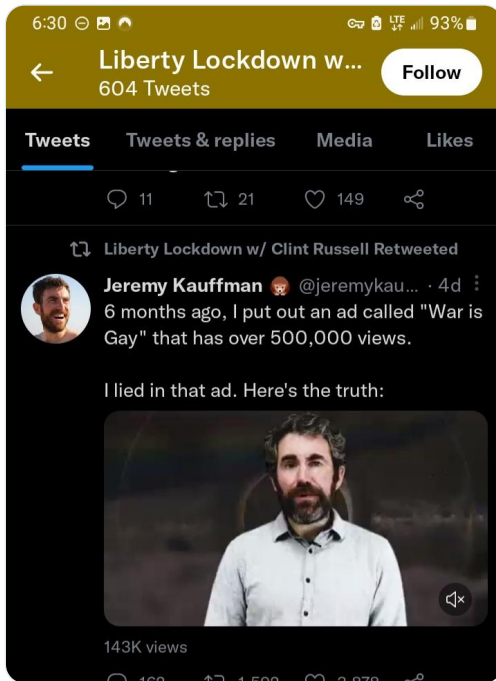 6:30 LTE 93%
Liberty Lockdown w...
604 Tweets
Follow
Tweets Tweets & replies Media Likes
11 21 149
Liberty Lockdown w/ Clint Russell Retweeted
Jeremy Kauffman @jeremykau... · 4d
6 months ago, I put out an ad called "War is
Gay" that has over 500,000 views.
I lied in that ad. Here's the truth:
143K views